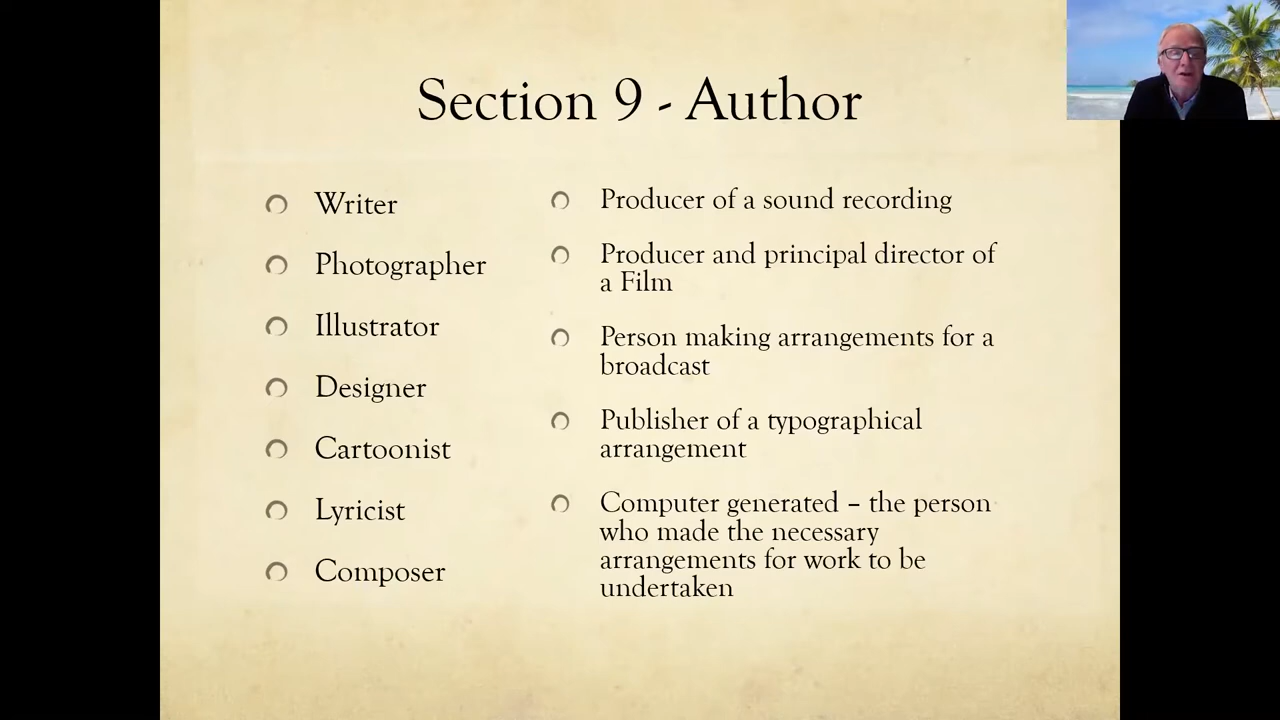 Section 9 - Author
Writer
Photographer
Illustrator
Designer
Cartoonist
Lyricist
Composer
Producer of a sound recording
Producer and principal director of
a Film
Person making arrangements for a
broadcast
Publisher of a typographical
arrangement
Computer generated – the person
who made the necessary
arrangements for work to be
undertaken